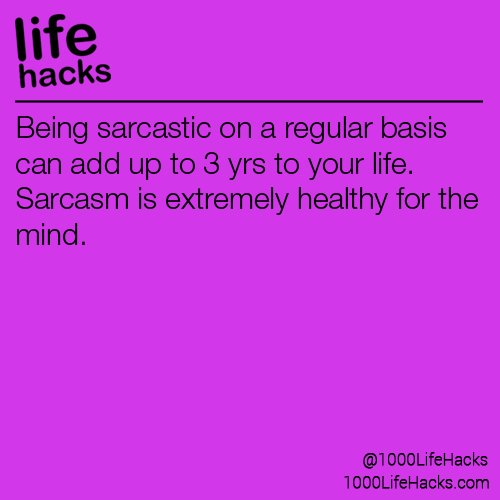 life
hacks
Being sarcastic on a regular basis
can add up to 3 yrs to your life.
Sarcasm is extremely healthy for the
mind.
@1000LifeHacks
1000LifeHacks.com